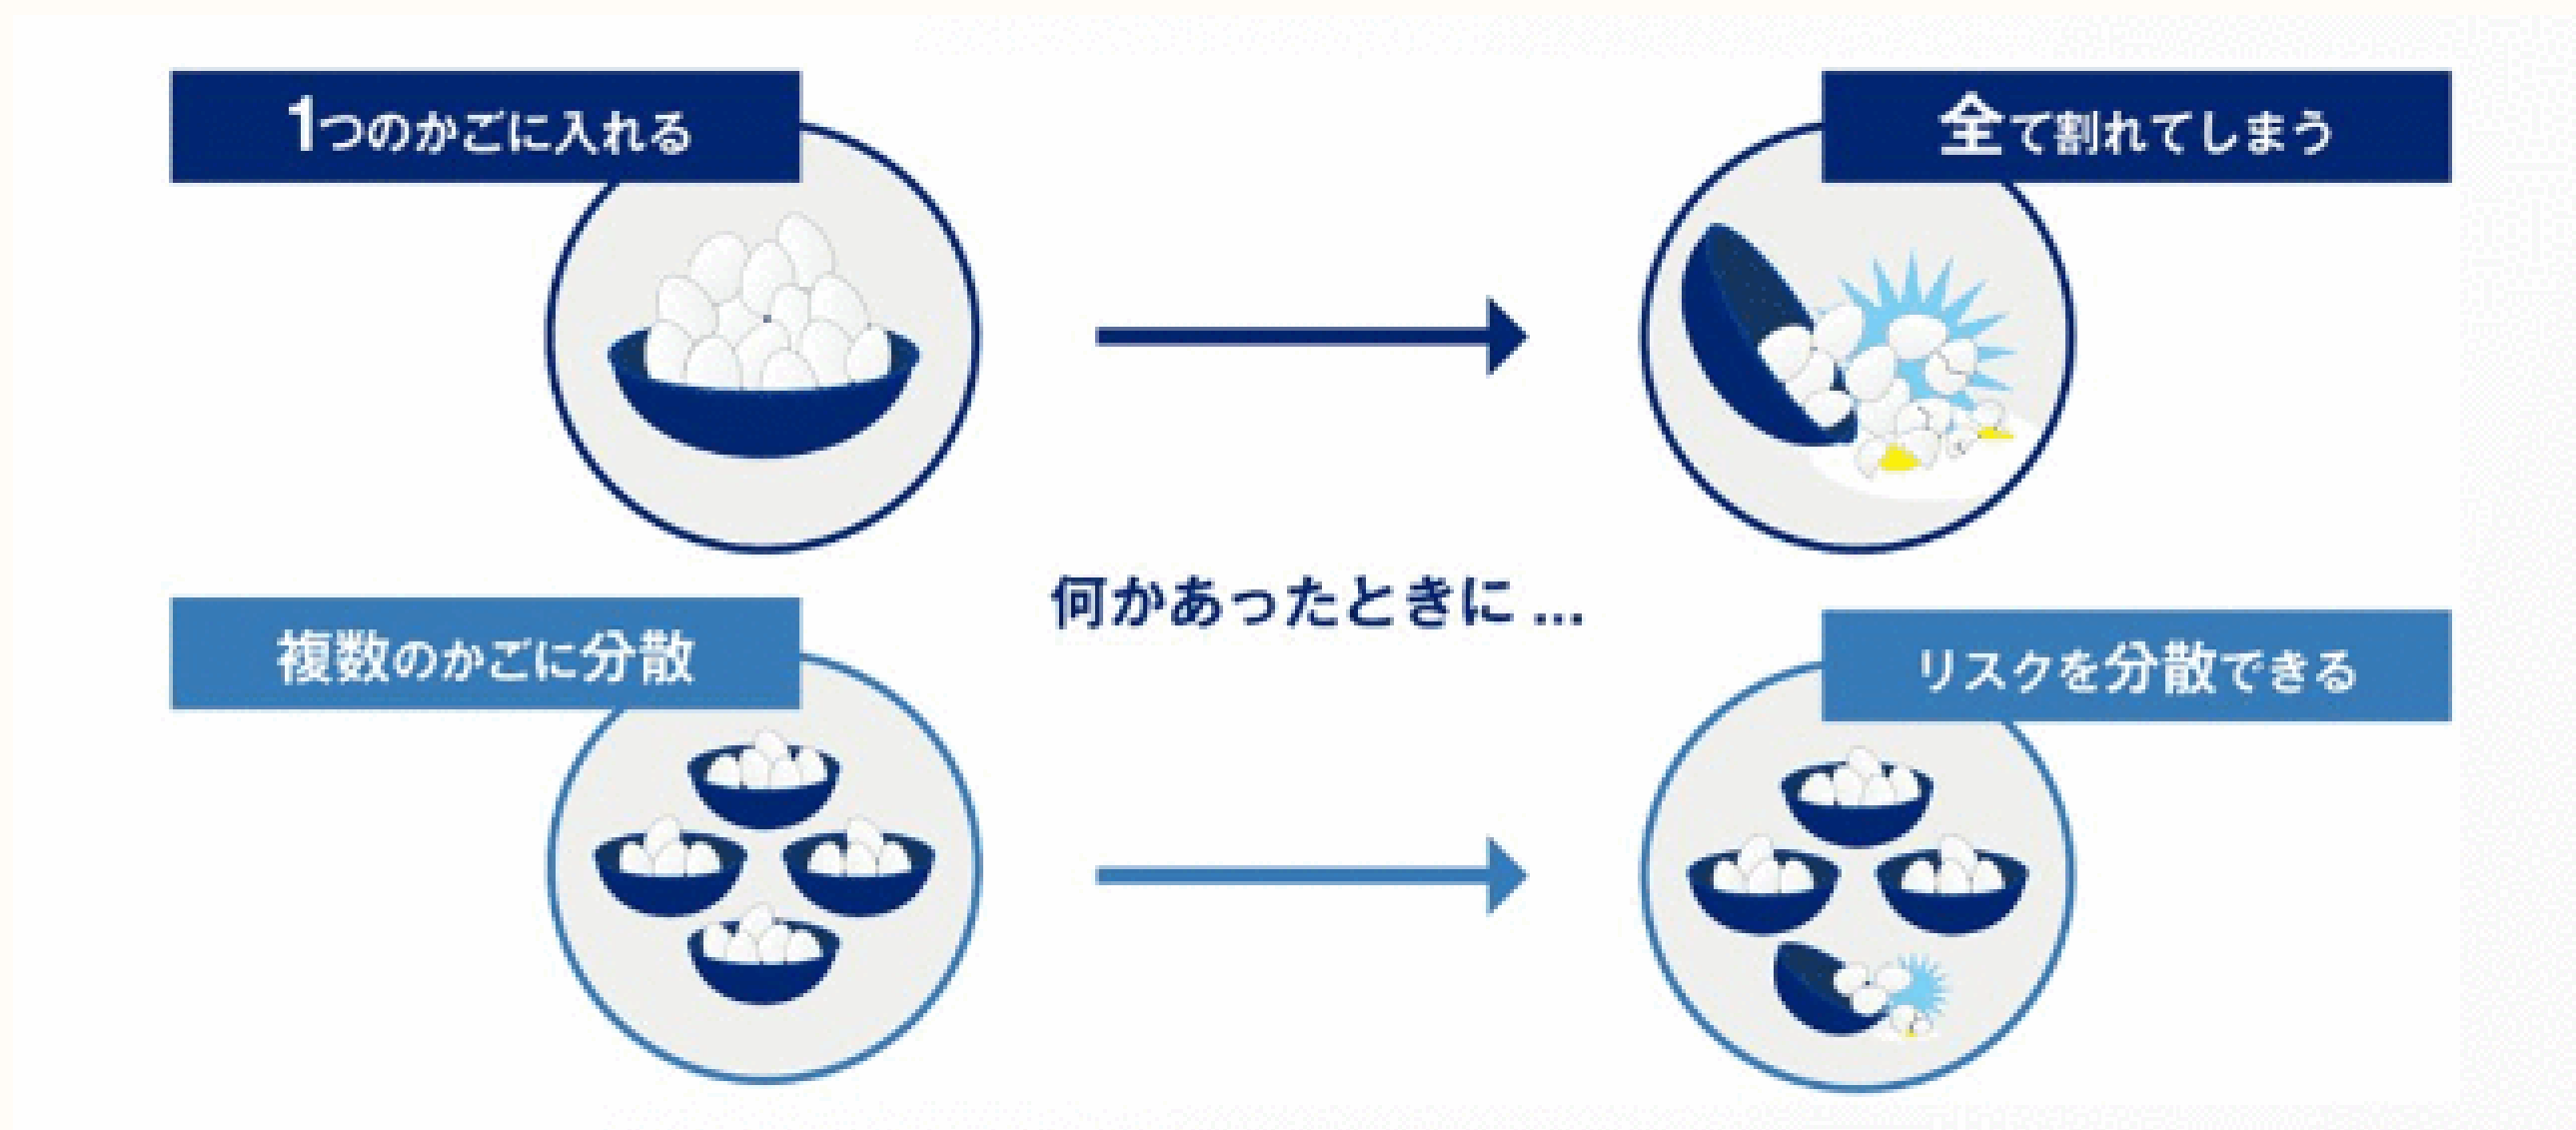 1つのかごに入れる
全て割れてしまう
何かあったときに ...
複数のかごに分散
リスクを分散できる